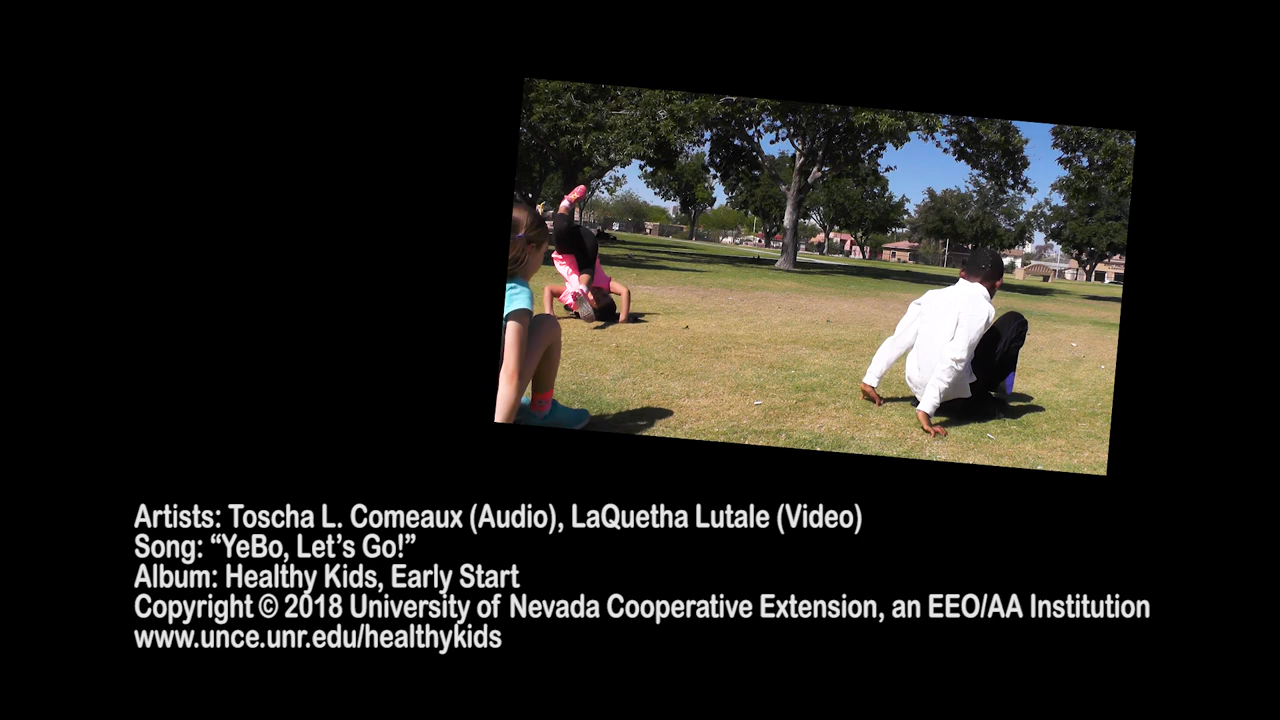 Artists: Toscha L. Comeaux (Audio), LaQuetha Lutale (Video)
Song: “YeBo, Let’s Go!”
Album: Healthy Kids, Early Start
Copyright © 2018 University of Nevada Cooperative Extension, an EEO/AA Institution
www.unce.unr.edu/healthykids